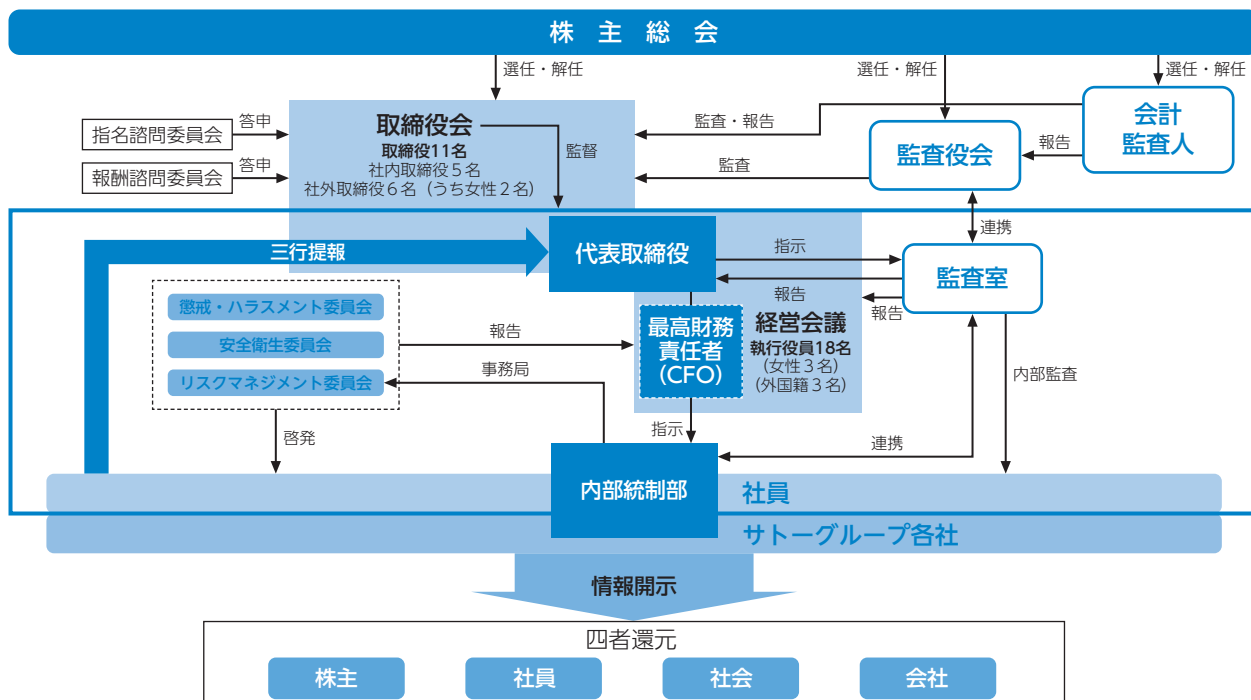 株主総会
選任・解任
選任・解任
選任・解任
指名諮問委員会
答申
報酬諮問委員会
答申
取締役会
取締役11名
社内取締役5名
社外取締役6名（うち女性2名）
監督
監査・報告
監査
監査役会
報告
会計
監査人
三行提報
代表取締役
指示
報告
連携
監査室
報告
懲戒・ハラスメント委員会
安全衛生委員会
リスクマネジメント委員会
報告
事務局
最高財務
責任者
(CFO)
経営会議
執行役員18名
(女性3名)
(外国籍3名)
内部監査
啓発
指示
連携
内部統制部
社員
サトーグループ各社
情報開示
四者還元
株主
社員
社会
会社